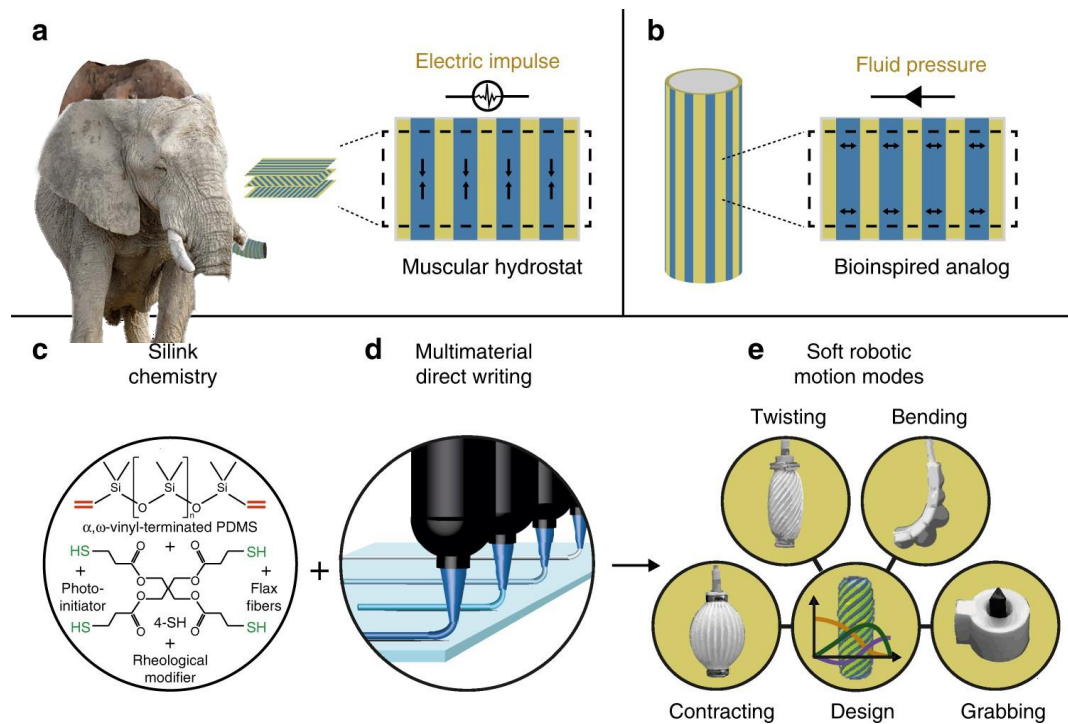 a
Electric impulse
Muscular hydrostat
b
Fluid pressure
Bioinspired analog
c
Silink
chemistry
Si
O
Si
n
O
Si
α,ω-vinyl-terminated PDMS
HS
O
+
O
SH
+
Photo-
initiator
O
O
+
Flax
fibers
O
O
HS
O
4-SH
O
SH
+
Rheological
modifier
+
d
Multimaterial
direct writing
e
Soft robotic
motion modes
Twisting
Bending
Contracting
Design
Grabbing